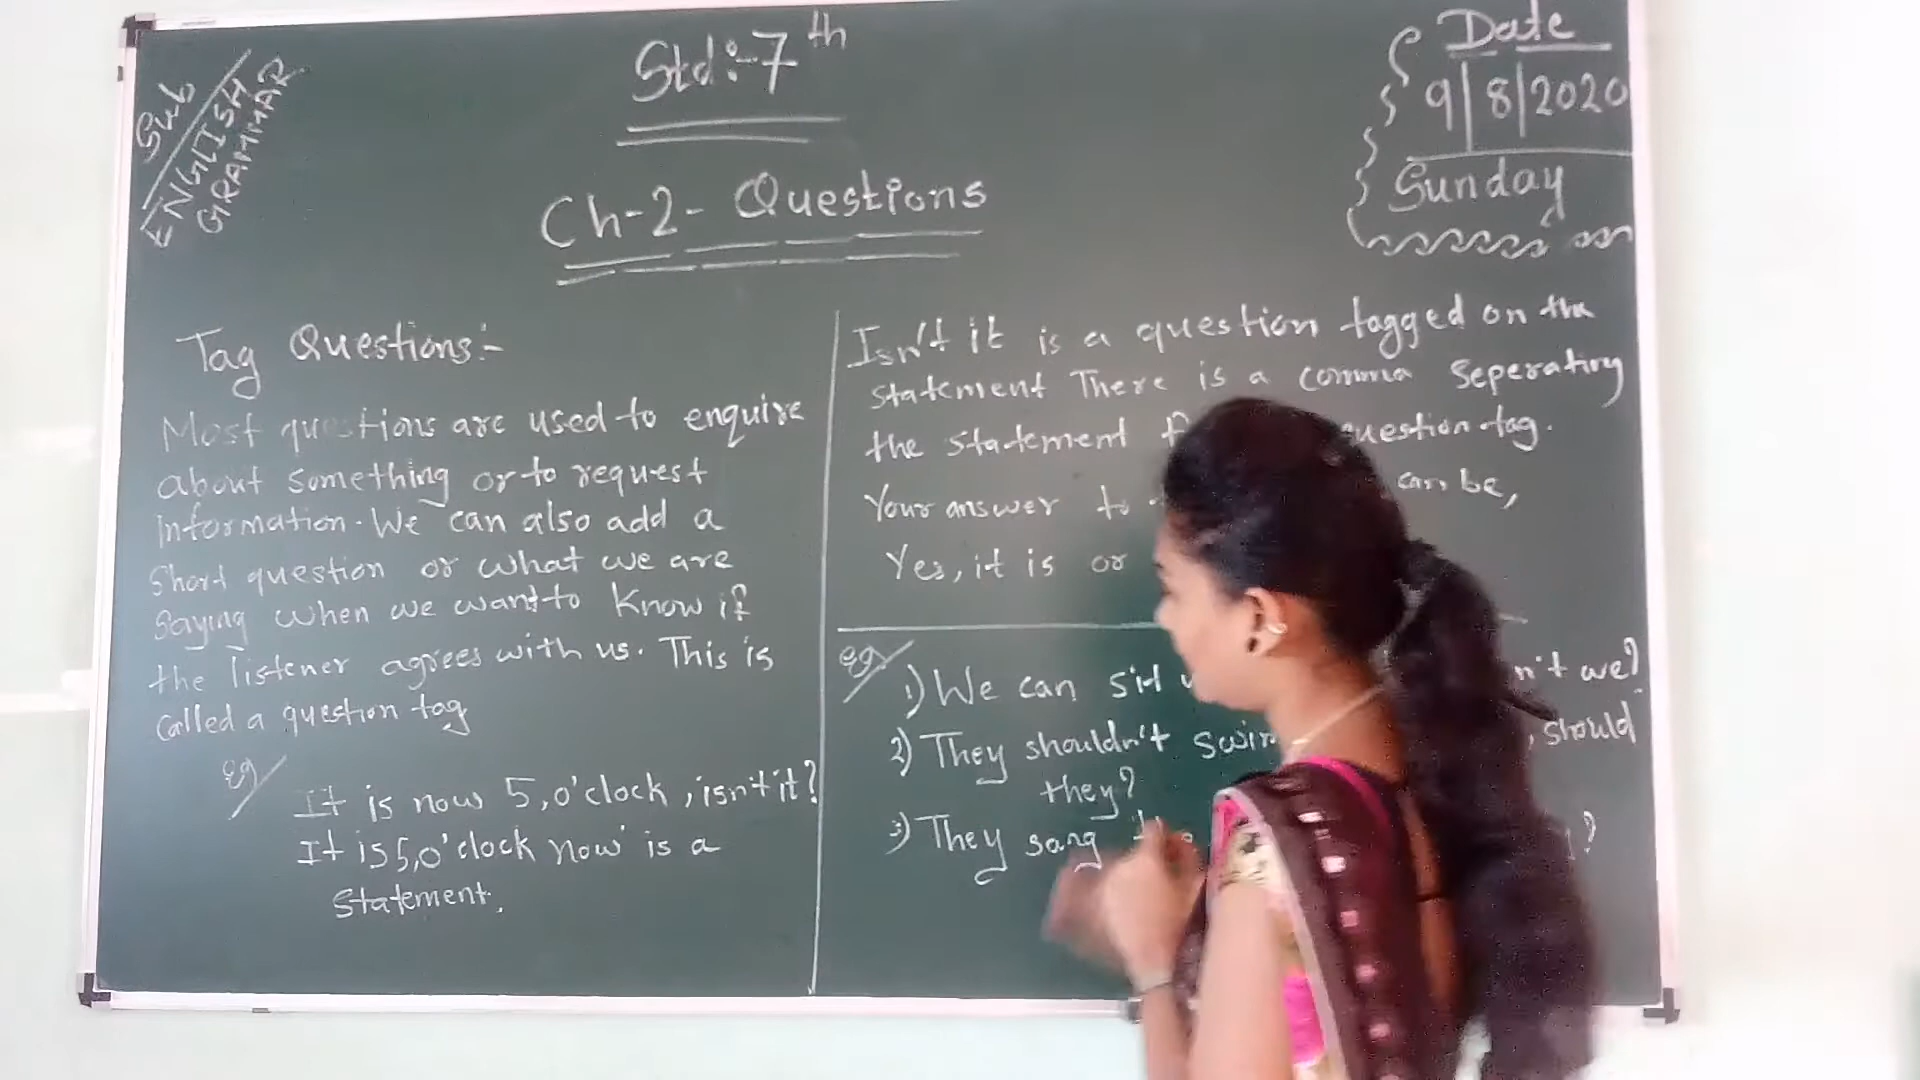 Sub
ENGLISH
GRAMMAR
Std:-7th
Date
9|8|2020
Sunday
Ch-2- Questions
Tag Questions:-
Most questions are used to enquire
about something or to request
information. We can also add a
short question or what we are
saying when we want to know if
the listener agrees with us. This is
called a question tag
Eg
It is now 5,o'clock, isn't it?
It is 5,o'clock now is a
statement.
Isn't it is a question tagged on the
statement There is a comma seperating
the statement question tag.
Your answer to can be,
Yes, it is or
Eg
1) We can sit n't we?
2) They shouldn't swim , should
they?
3) They sang ?